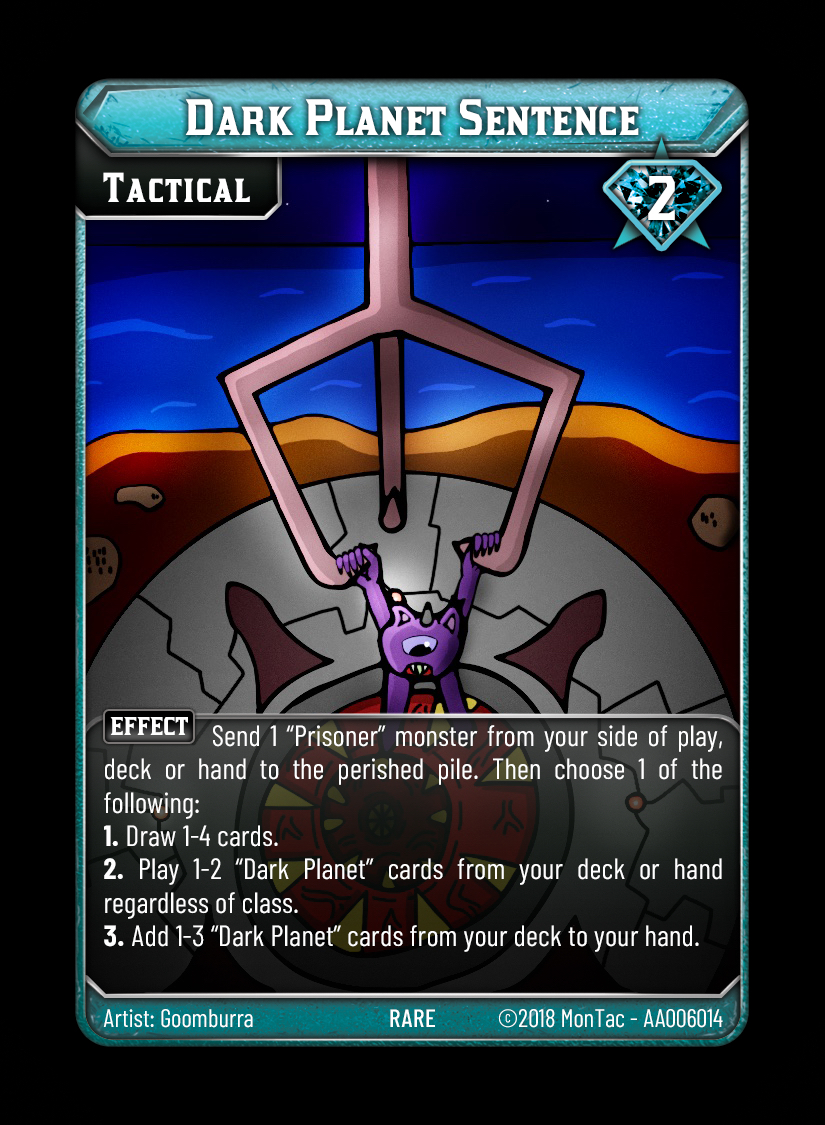 Dark Planet Sentence
Tactical
2
EFFECT Send 1 “Prisoner” monster from your side of play,
deck or hand to the perished pile. Then choose 1 of the
following:
1. Draw 1-4 cards.
2. Play 1-2 “Dark Planet” cards from your deck or hand
regardless of class.
3. Add 1-3 “Dark Planet” cards from your deck to your hand.
Artist: Goomburra RARE ©2018 MonTac - AA006014